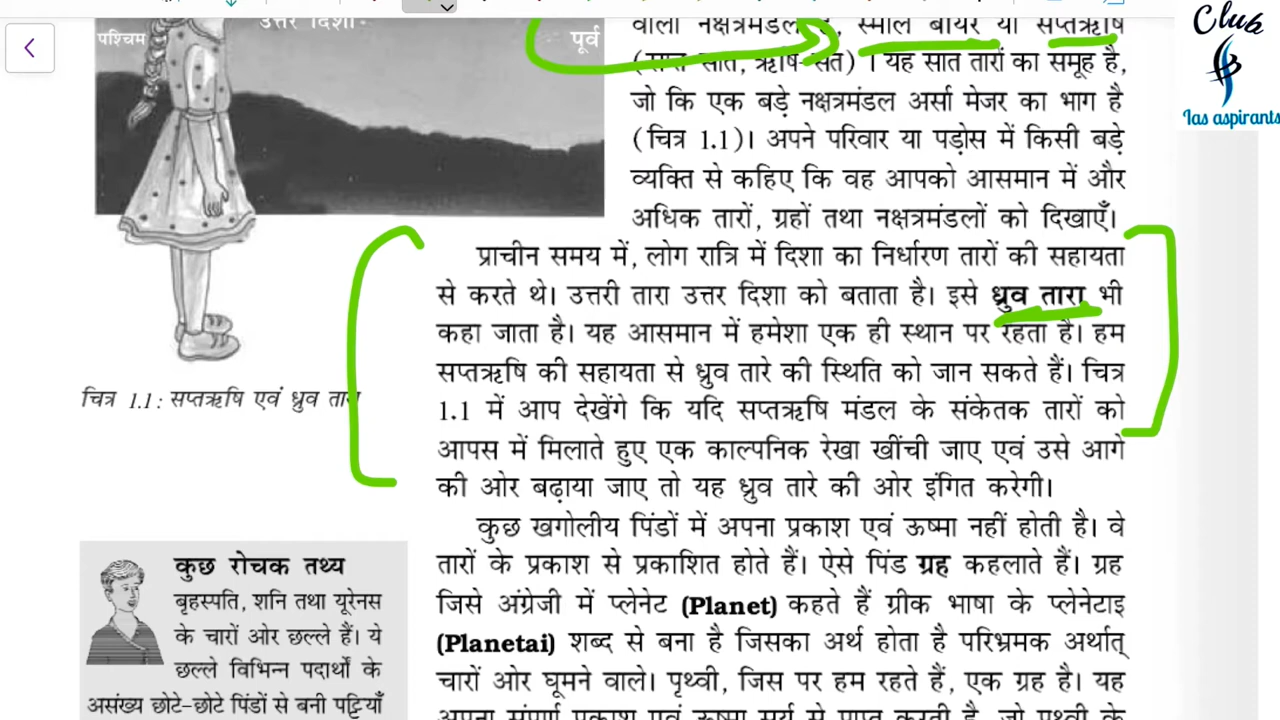 Club
Ias aspirants
उत्तर दिशा
पश्चिम
पूर्व
चित्र 1.1: सप्तऋषि एवं ध्रुव तारा
वाला नक्षत्रमंडल है, स्माल बीयर या सप्तऋषि
ऋषि-संत) । यह सात तारों का समूह है,
जो कि एक बड़े नक्षत्रमंडल अर्सा मेजर का भाग है
(चित्र 1.1)। अपने परिवार या पड़ोस में किसी बड़े
व्यक्ति से कहिए कि वह आपको आसमान में और
अधिक तारों, ग्रहों तथा नक्षत्रमंडलों को दिखाएँ।
प्राचीन समय में, लोग रात्रि में दिशा का निर्धारण तारों की सहायता
से करते थे। उत्तरी तारा उत्तर दिशा को बताता है। इसे ध्रुव तारा भी
कहा जाता है। यह आसमान में हमेशा एक ही स्थान पर रहता है। हम
सप्तऋषि की सहायता से ध्रुव तारे की स्थिति को जान सकते हैं। चित्र
1.1 में आप देखेंगे कि यदि सप्तऋषि मंडल के संकेतक तारों को
आपस में मिलाते हुए एक काल्पनिक रेखा खींची जाए एवं उसे आगे
की ओर बढ़ाया जाए तो यह ध्रुव तारे की ओर इंगित करेगी।
कुछ खगोलीय पिंडों में अपना प्रकाश एवं ऊष्मा नहीं होती है। वे
तारों के प्रकाश से प्रकाशित होते हैं। ऐसे पिंड ग्रह कहलाते हैं। ग्रह
जिसे अंग्रेजी में प्लेनेट (Planet) कहते हैं ग्रीक भाषा के प्लेनेटाइ
(Planetai) शब्द से बना है जिसका अर्थ होता है परिभ्रमक अर्थात्
चारों ओर घूमने वाले। पृथ्वी, जिस पर हम रहते हैं, एक ग्रह है। यह
अपना संपूर्ण प्रकाश एवं ऊष्मा सूर्य से प्राप्त करती है, जो पृथ्वी के
कुछ रोचक तथ्य
बृहस्पति, शनि तथा यूरेनस
के चारों ओर छल्ले हैं। ये
छल्ले विभिन्न पदार्थों के
असंख्य छोटे-छोटे पिंडों से बनी पट्टियाँ